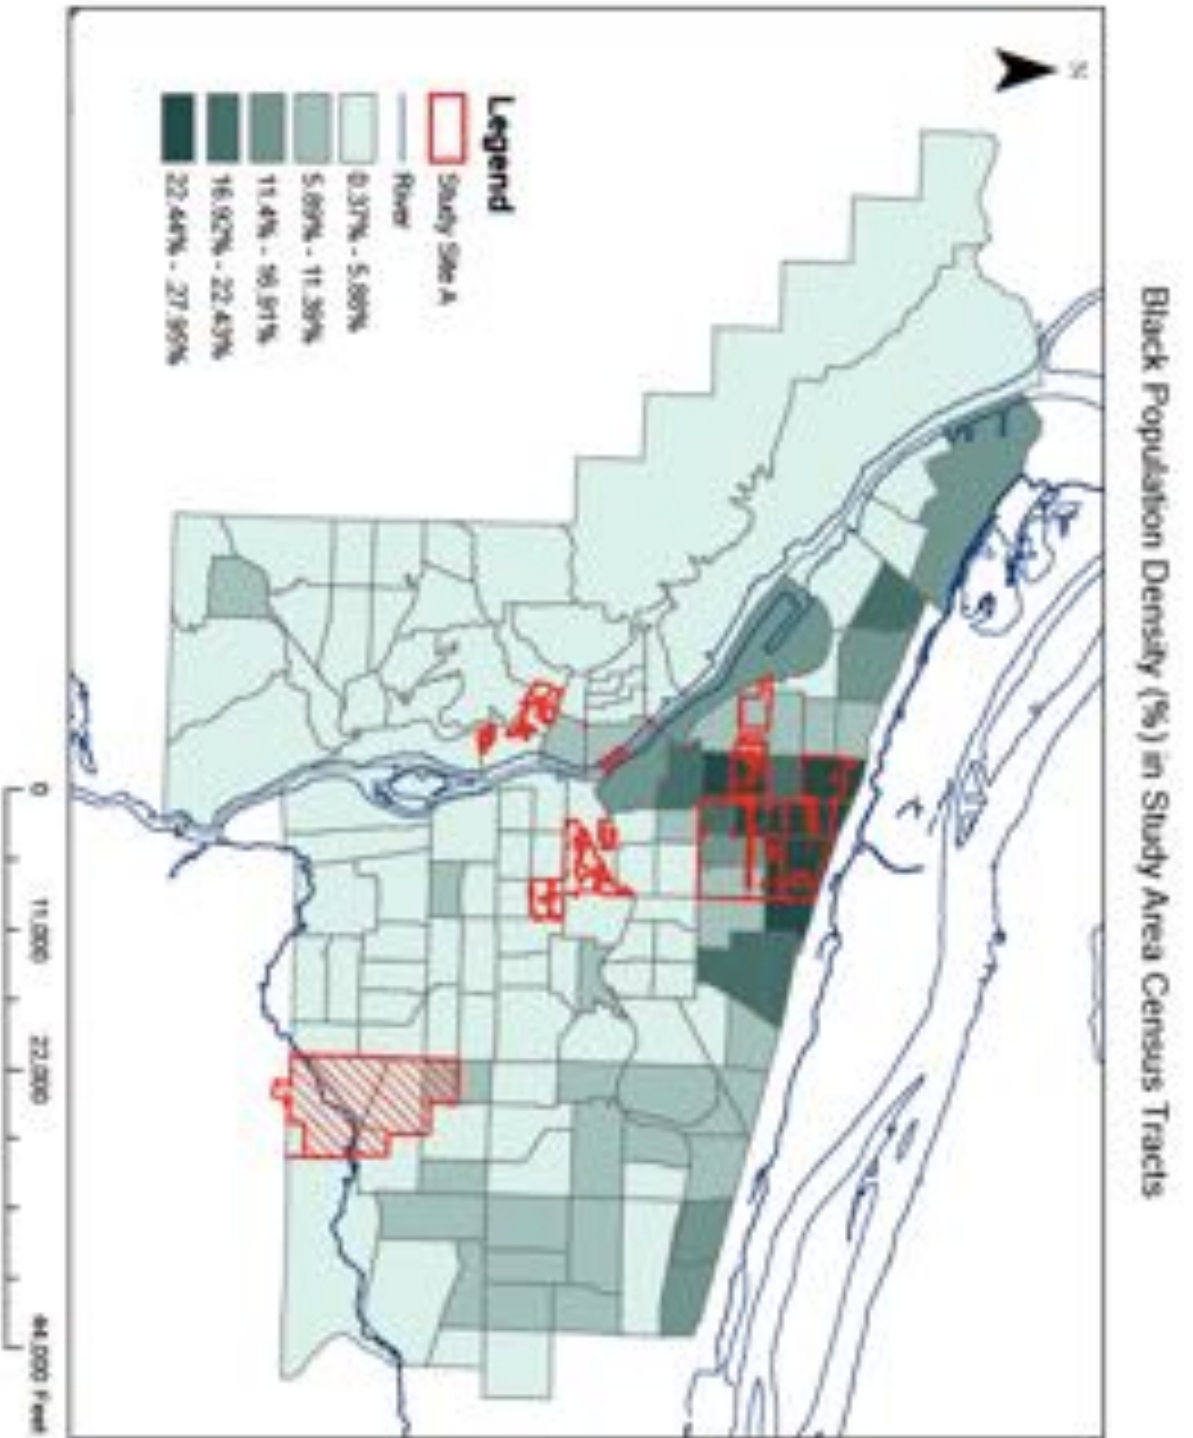 Black Population Density (%) in Study Area Census Tracts
N
Legend
Study Site A
River
0.37% - 5.88%
5.89% - 11.39%
11.4% - 16.91%
16.92% - 22.43%
22.44% - 27.95%
0 11,000 22,000 44,000 Feet